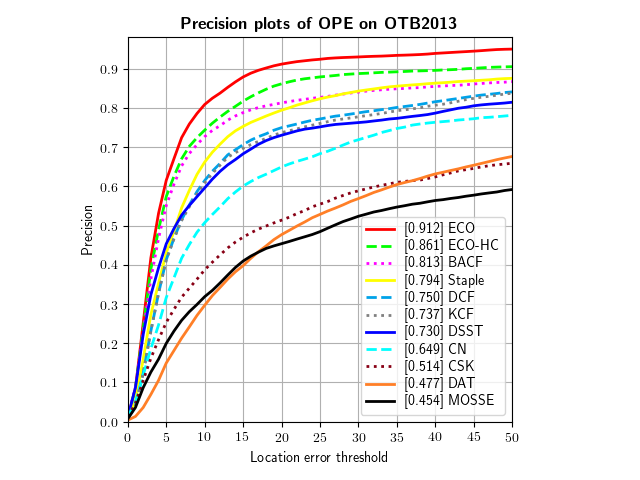 Precision plots of OPE on OTB2013
Precision
0.9
0.8
0.7
0.6
0.5
0.4
0.3
0.2
0.1
0.0
[0.912] ECO
[0.861] ECO-HC
[0.813] BACF
[0.794] Staple
[0.750] DCF
[0.737] KCF
[0.730] DSST
[0.649] CN
[0.514] CSK
[0.477] DAT
[0.454] MOSSE
0 5 10 15 20 25 30 35 40 45 50
Location error threshold